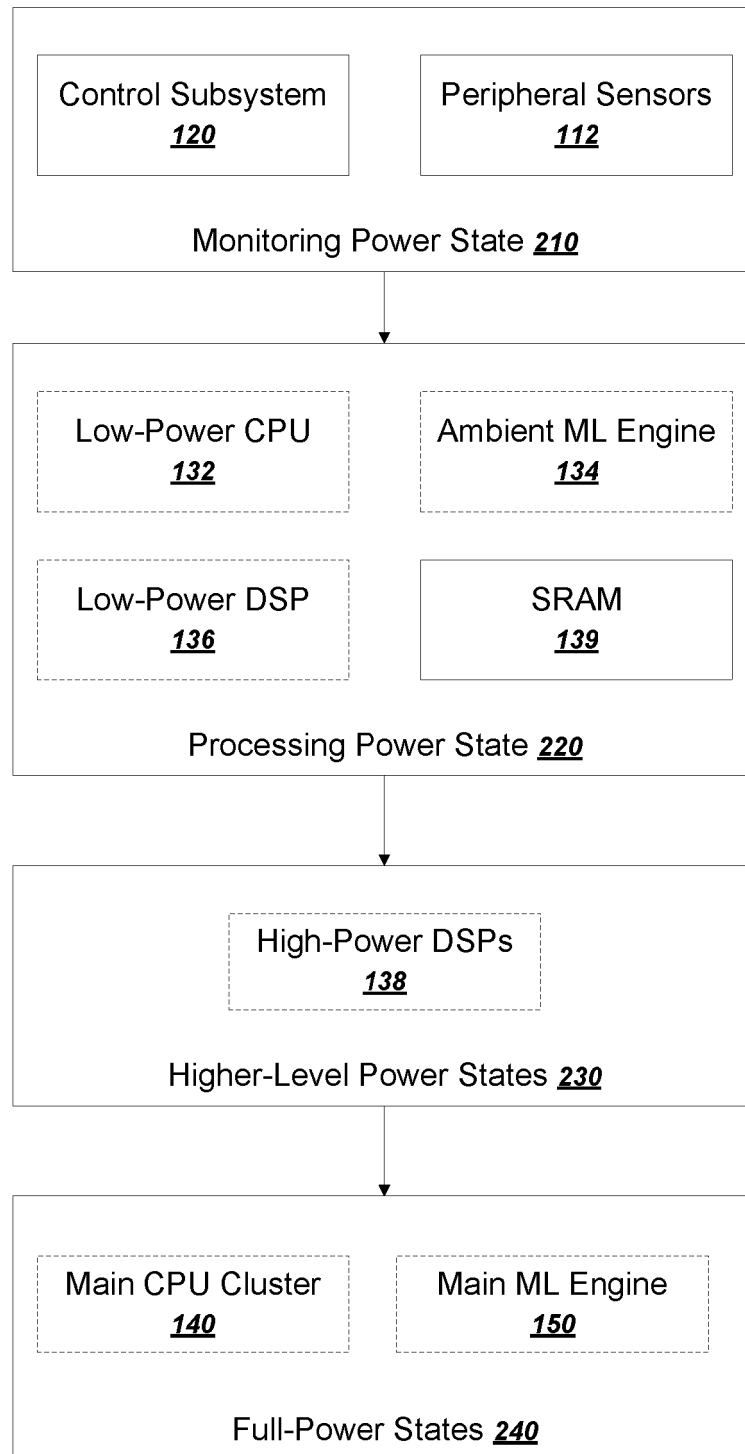 Control Subsystem
120
Peripheral Sensors
112
Monitoring Power State 210
Low-Power CPU
132
Ambient ML Engine
134
Low-Power DSP
136
SRAM
139
Processing Power State 220
High-Power DSPs
138
Higher-Level Power States 230
Main CPU Cluster
140
Main ML Engine
150
Full-Power States 240